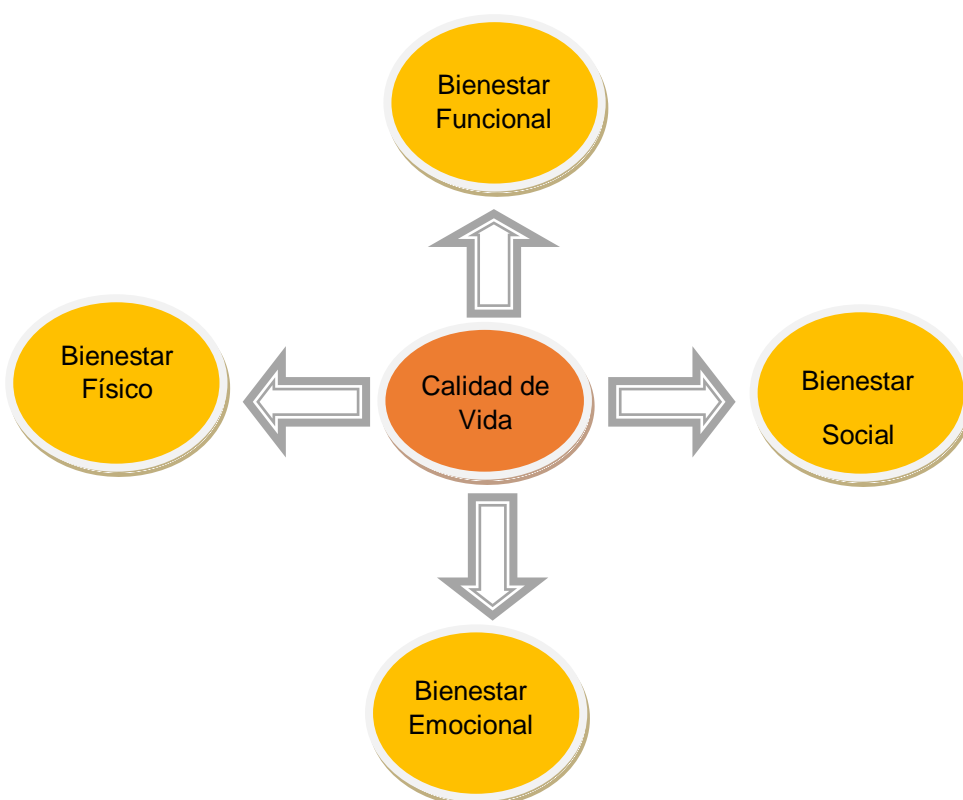 Bienestar
Funcional
Bienestar
Físico
Calidad de
Vida
Bienestar
Social
Bienestar
Emocional